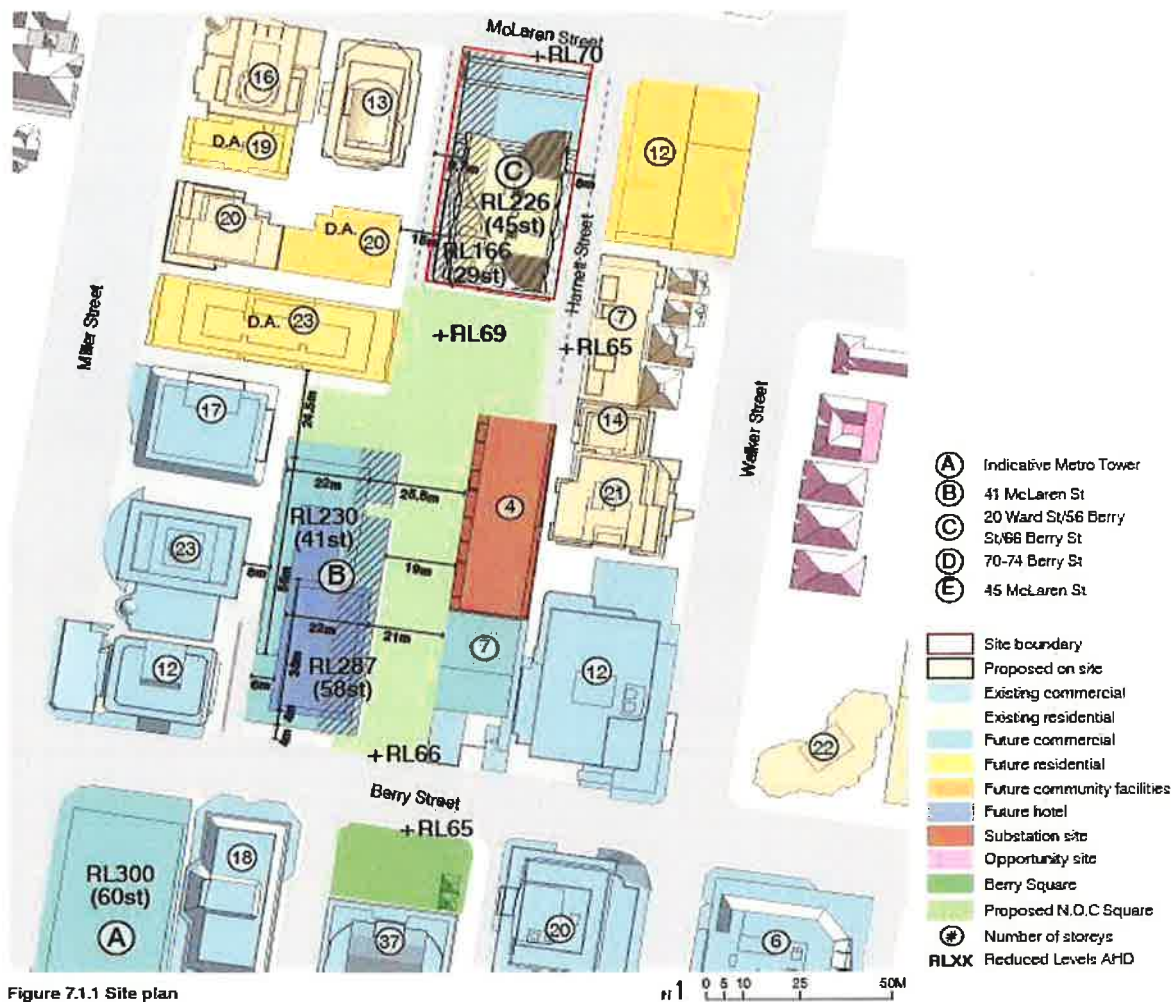 McLaren Street
+RL70
16
13
D.A. 19
12
C
RL226
(45st)
6m
20
D.A. 20
18m
RL166
(29st)
Harnett Street
7
D.A. 23
+RL69
+RL65
Miller Street
Walker Street
24.5m
17
14
22m
25.5m
4
21
RL230
(41st)
23
B
8m
19m
22m
21m
7
12
12
RL287
(58st)
6m
22
+RL66
Berry Street
+RL65
RL300
(60st)
18
A
37
20
6
A Indicative Metro Tower
B 41 McLaren St
C 20 Ward St/56 Berry
St/66 Berry St
D 70-74 Berry St
E 45 McLaren St
Site boundary
Proposed on site
Existing commercial
Existing residential
Future commercial
Future residential
Future community facilities
Future hotel
Substation site
Opportunity site
Berry Square
Proposed N.O.C Square
# Number of storeys
RLXX Reduced Levels AHD
Figure 7.1.1 Site plan
0 5 10 25 50M